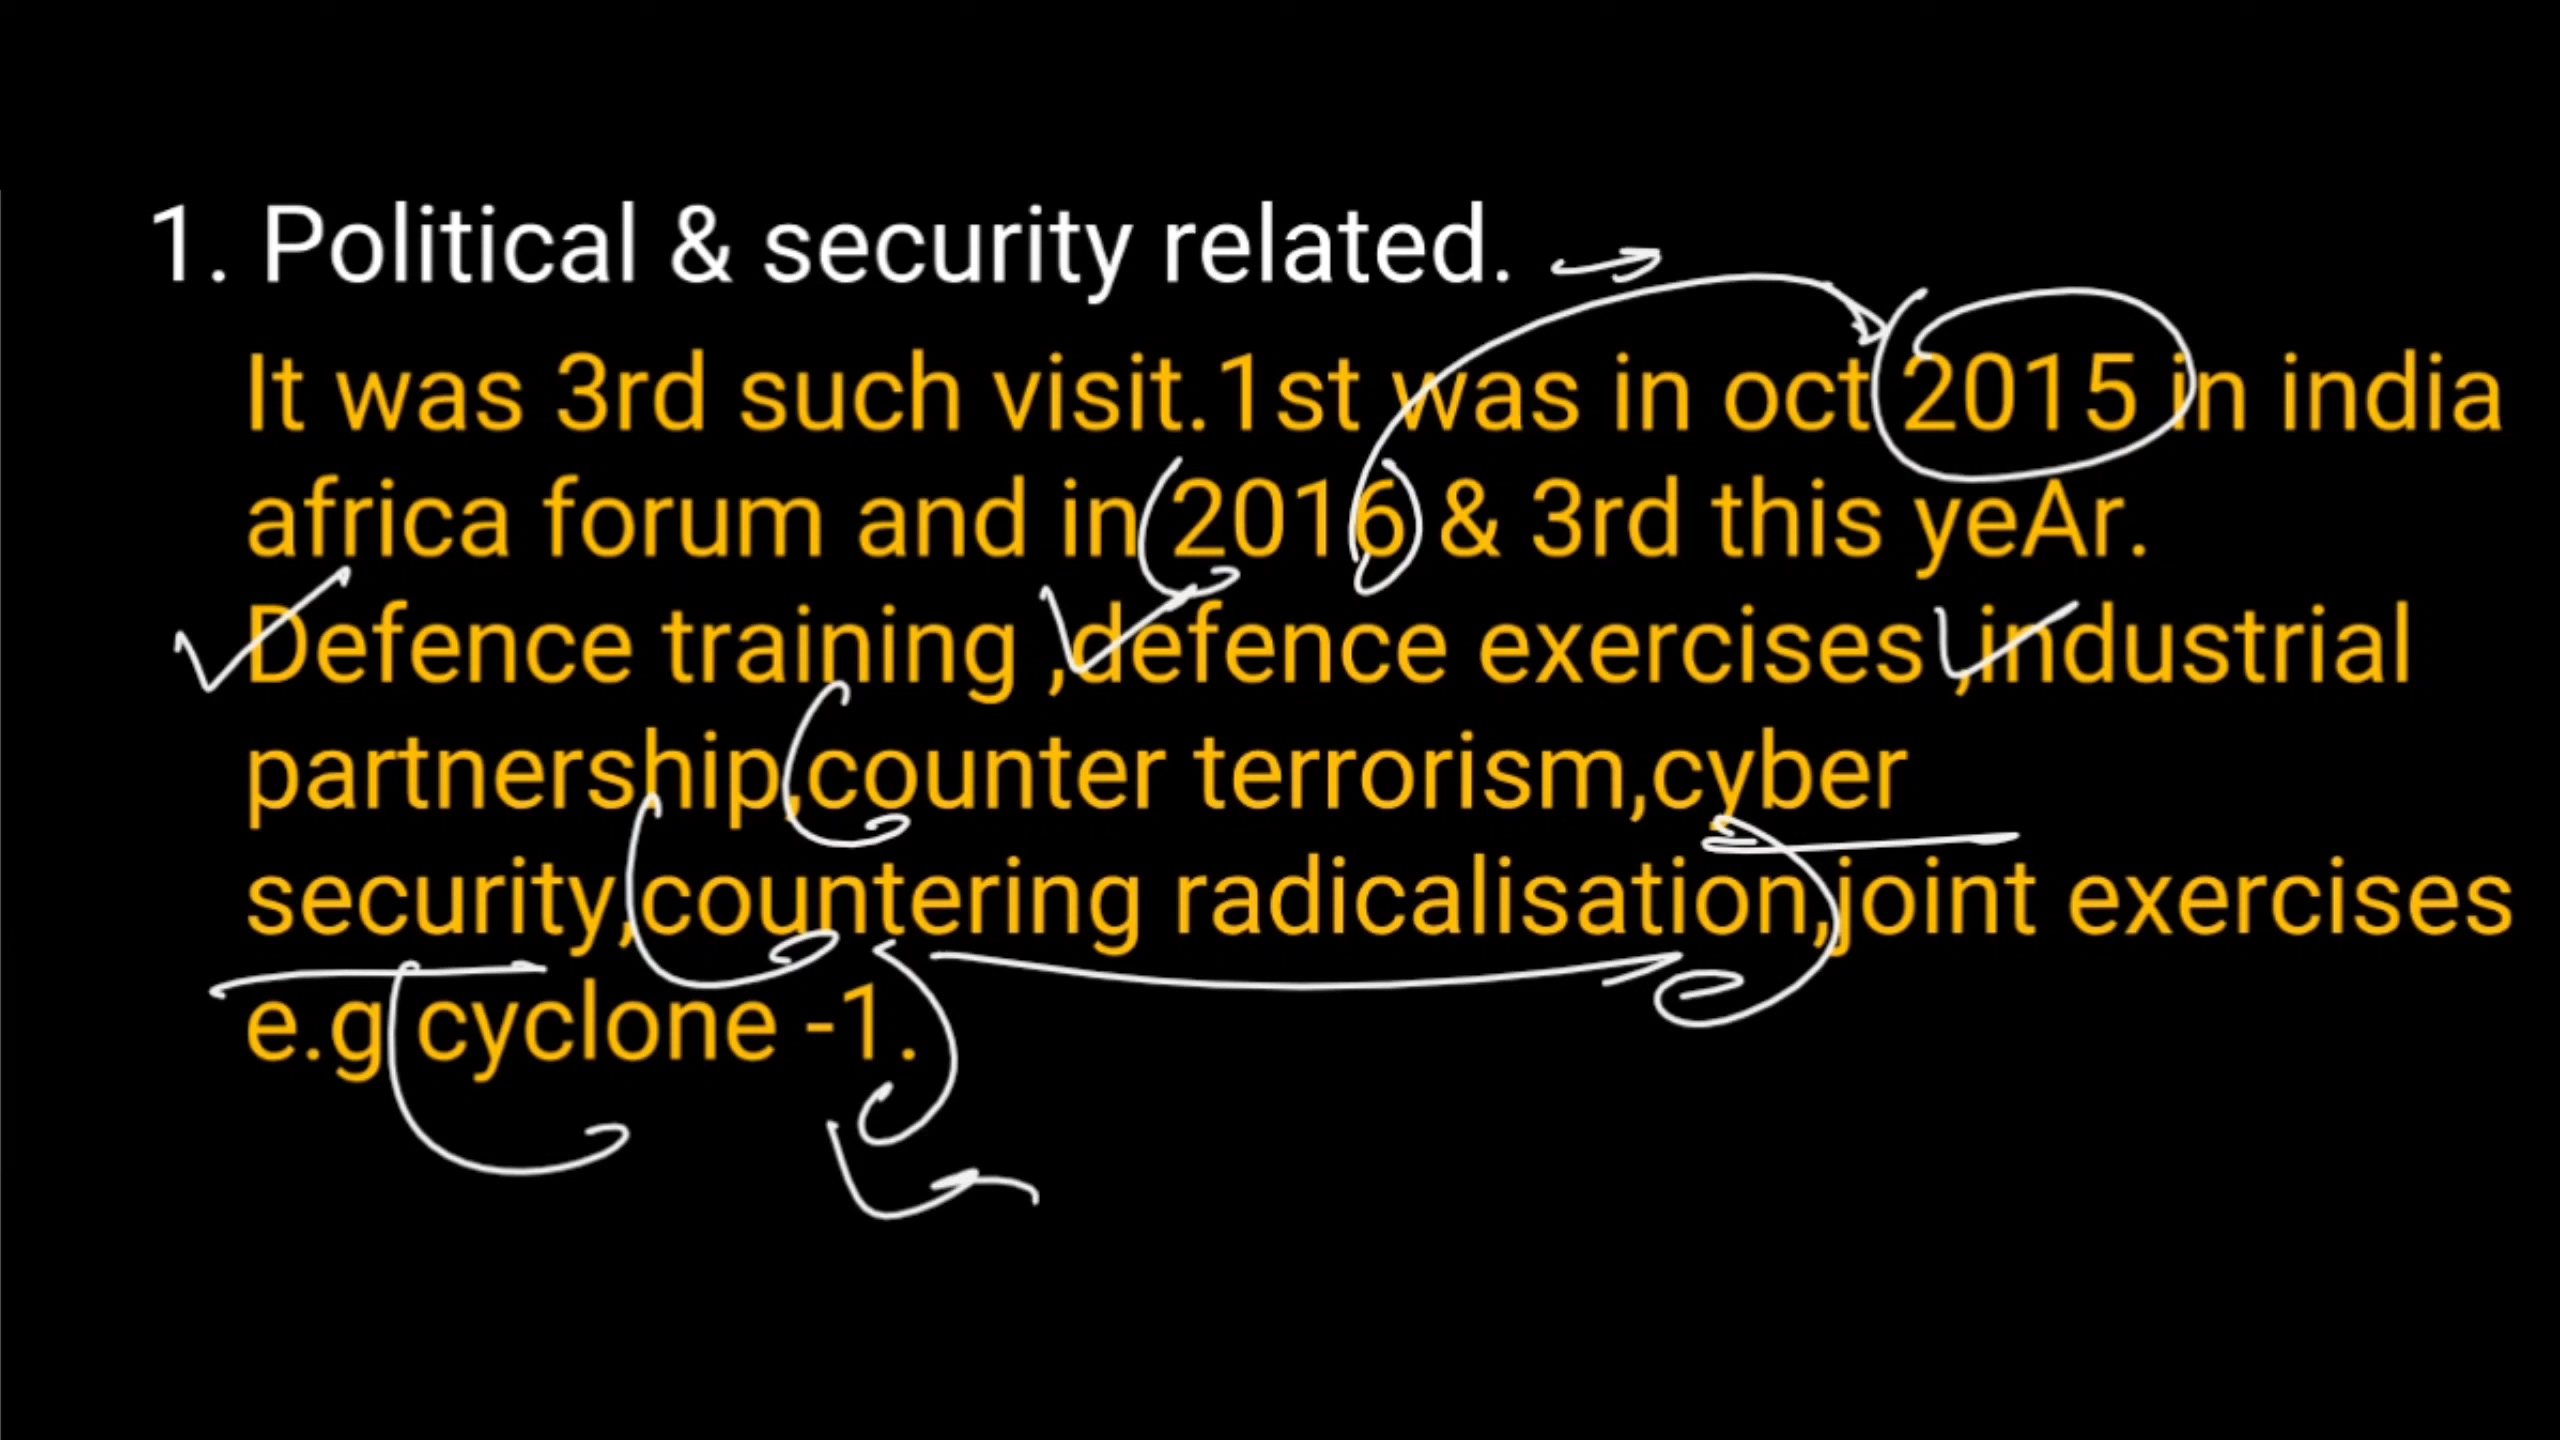 1. Political & security related.
It was 3rd such visit.1st was in oct 2015 in india
africa forum and in 2016 & 3rd this yeAr.
Defence training ,defence exercises ,industrial
partnership,counter terrorism,cyber
security,countering radicalisation,joint exercises
e.g cyclone -1.